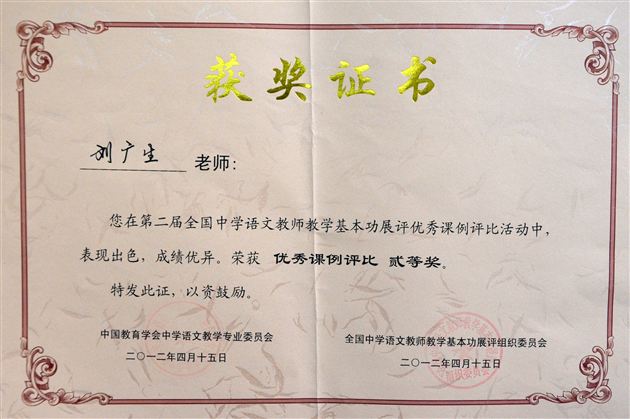 获奖证书
刘广生 老师：
您在第二届全国中学语文教师教学基本功展评优秀课例评比活动中，
表现出色，成绩优异。荣获 优秀课例评比 贰等奖。
特发此证，以资鼓励。
中国教育学会中学语文教学专业委员会
二〇一二年四月十五日
全国中学语文教师教学基本功展评组织委员会
二〇一二年四月十五日